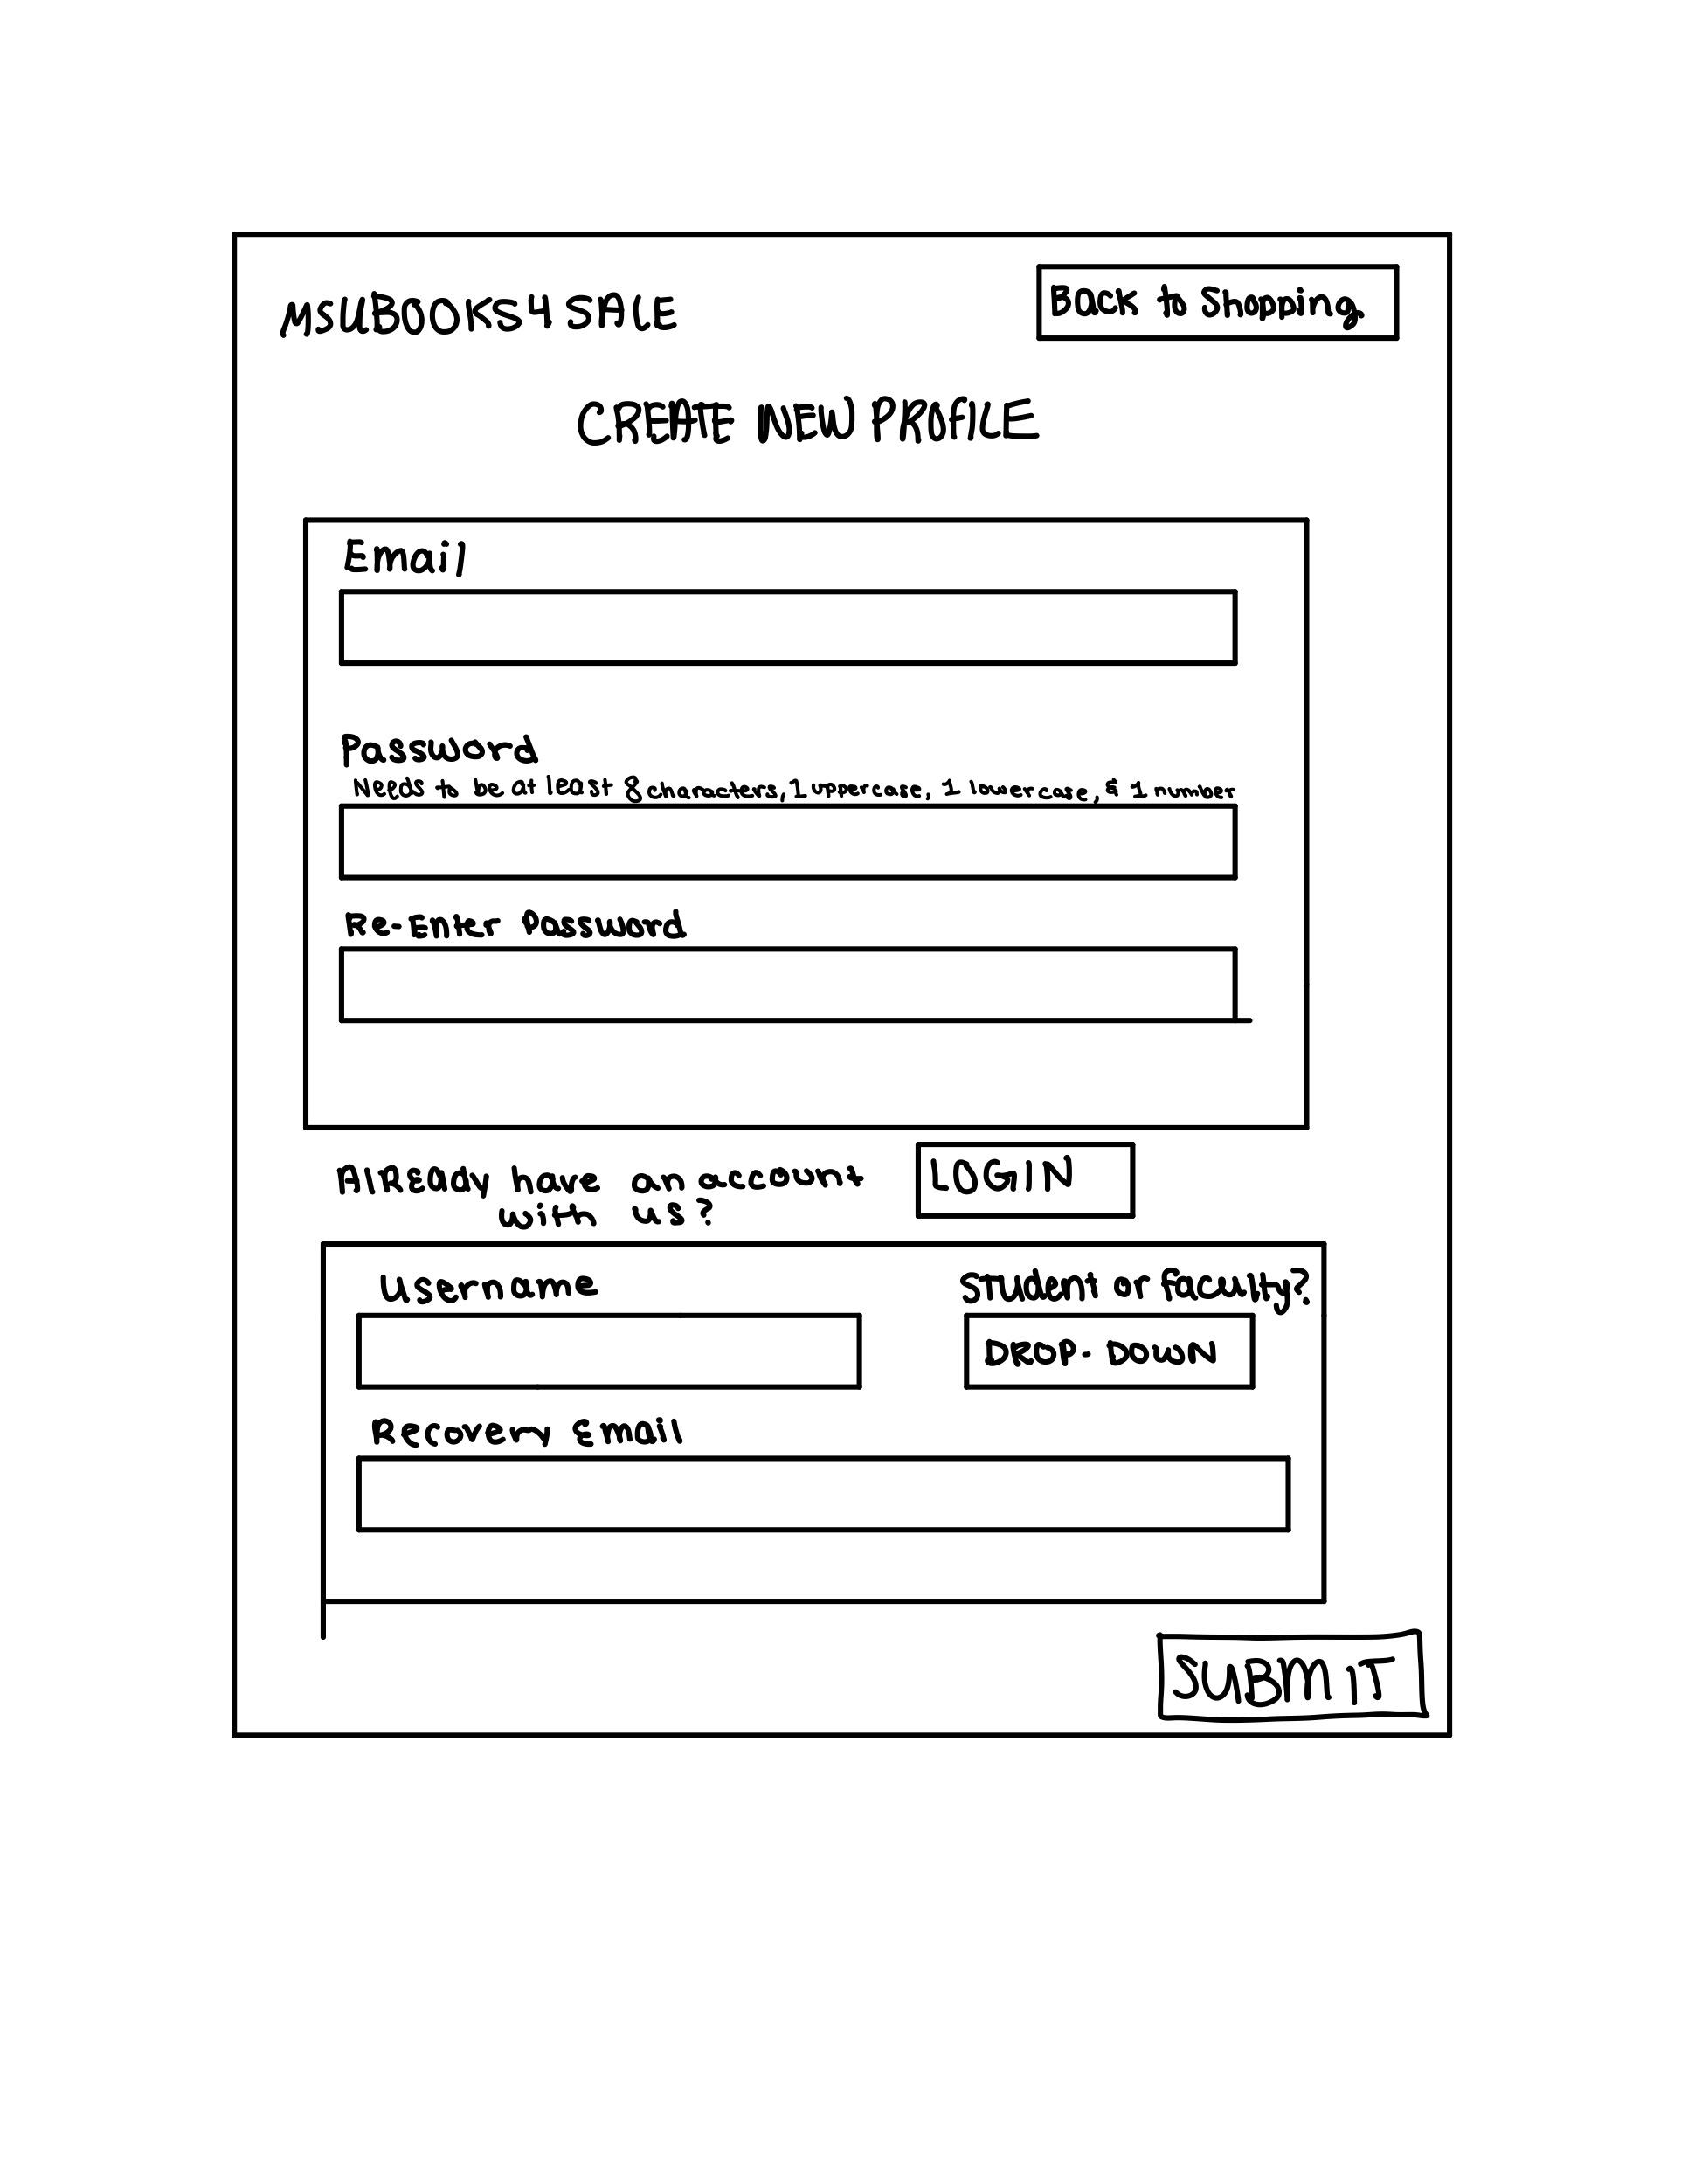 MSUBOOKS4SALE
Back to Shopping
CREATE NEW PROFILE
Email
Password
Needs to be at least 8 characters, 1 uppercase, 1 lowercase, & 1 number
Re-Enter Password
AlREady have an account
with us?
LOGIN
Username
Student or faculty?
DROP-DOWN
Recovery Email
SUBMIT